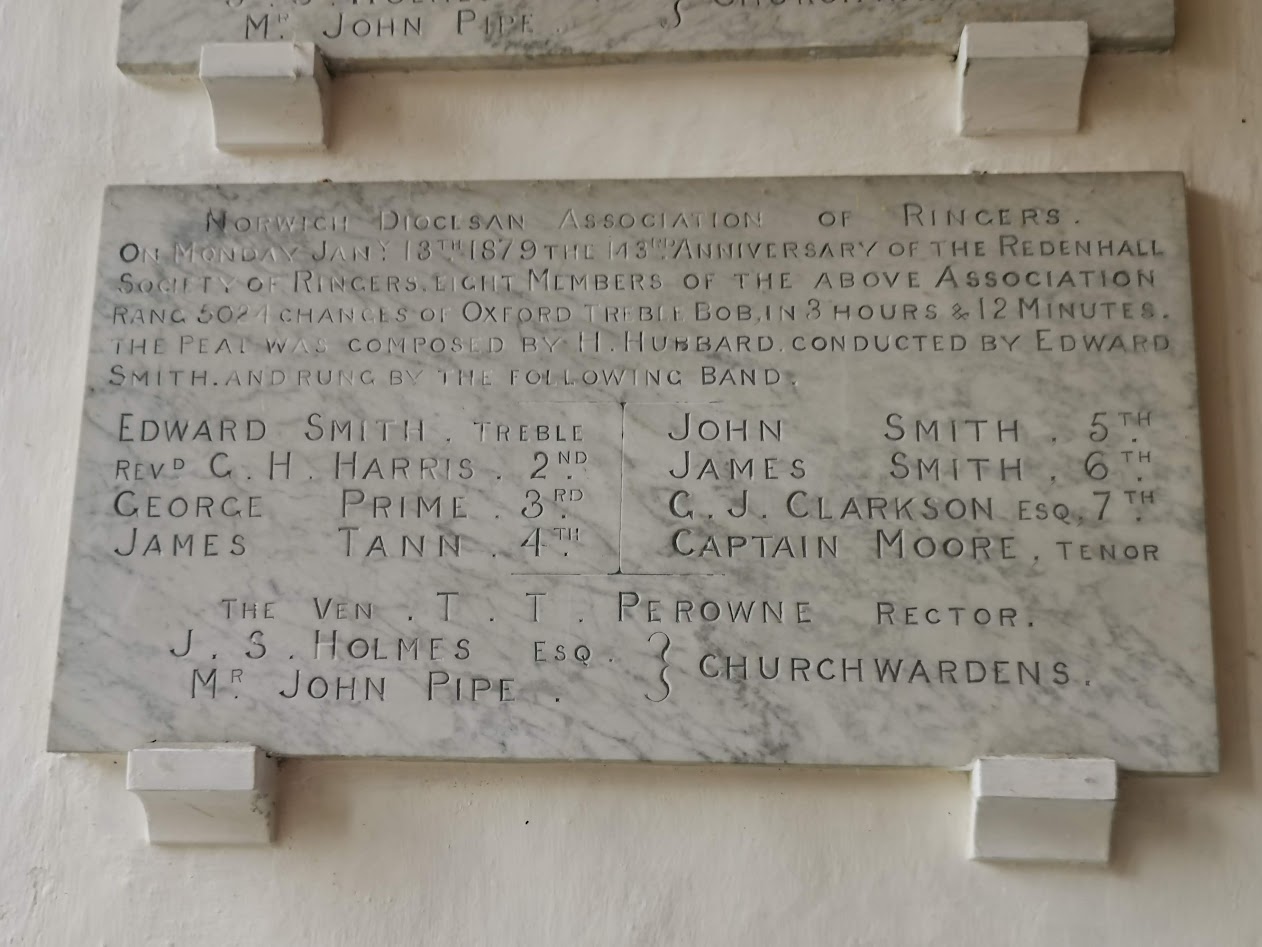 J. S. HOLMES
MR. JOHN PIPE.
NORWICH DIOCESAN ASSOCIATION OF RINGERS.
ON MONDAY JANY. 13TH 1879 THE 143RD ANNIVERSARY OF THE REDENHALL
SOCIETY OF RINGERS. EIGHT MEMBERS OF THE ABOVE ASSOCIATION
RANG 5024 CHANGES OF OXFORD TREBLE BOB, IN 3 HOURS & 12 MINUTES.
THE PEAL WAS COMPOSED BY H. HUBBARD. CONDUCTED BY EDWARD
SMITH. AND RUNG BY THE FOLLOWING BAND.
EDWARD SMITH. TREBLE
REVD G. H. HARRIS. 2ND
GEORGE PRIME. 3RD
JAMES TANN. 4TH.
JOHN SMITH. 5TH.
JAMES SMITH. 6TH.
G. J. CLARKSON ESQ, 7TH.
CAPTAIN MOORE. TENOR
THE VEN. T. T. PEROWNE RECTOR.
J. S. HOLMES ESQ. } CHURCHWARDENS.
MR. JOHN PIPE.